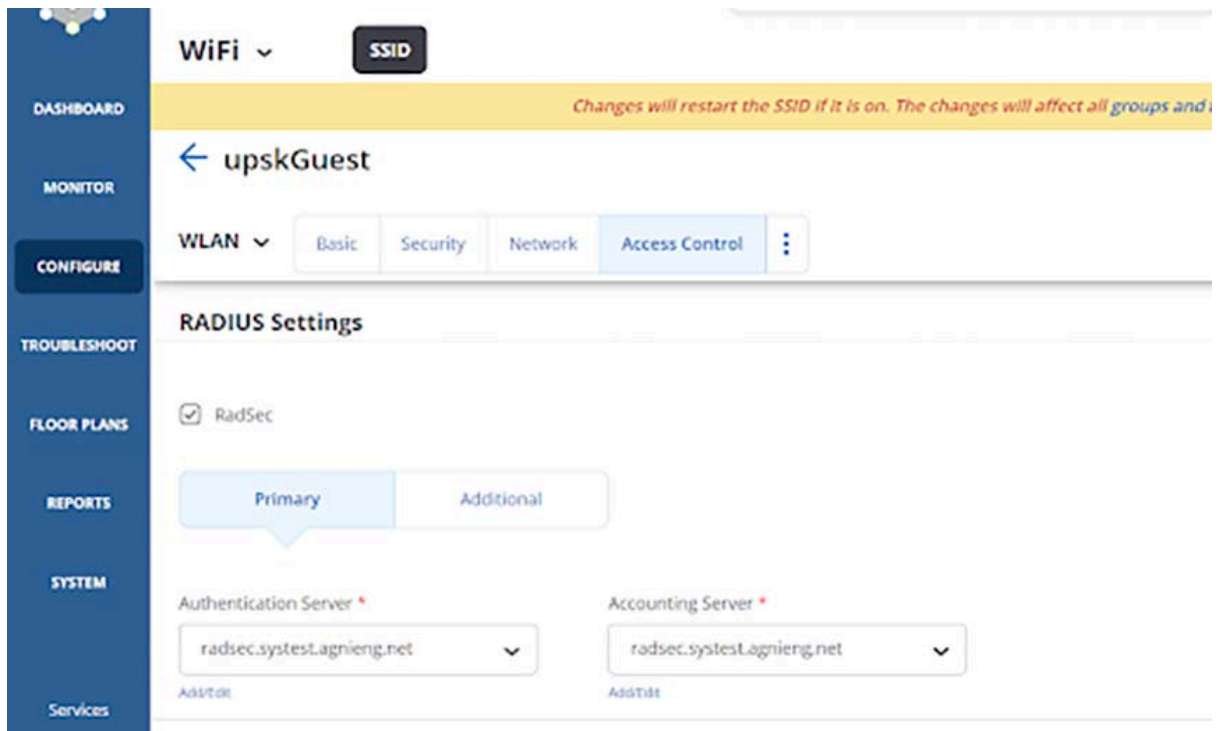 WiFi SSID
DASHBOARD
Changes will restart the SSID if it is on. The changes will affect all groups and
upskGuest
MONITOR
WLAN Basic Security Network Access Control
CONFIGURE
RADIUS Settings
TROUBLESHOOT
RadSec
FLOOR PLANS
Primary Additional
REPORTS
SYSTEM
Authentication Server * Accounting Server *
radsec.systest.agnieng.net radsec.systest.agnieng.net
Add/Edit Add/Edit
Services